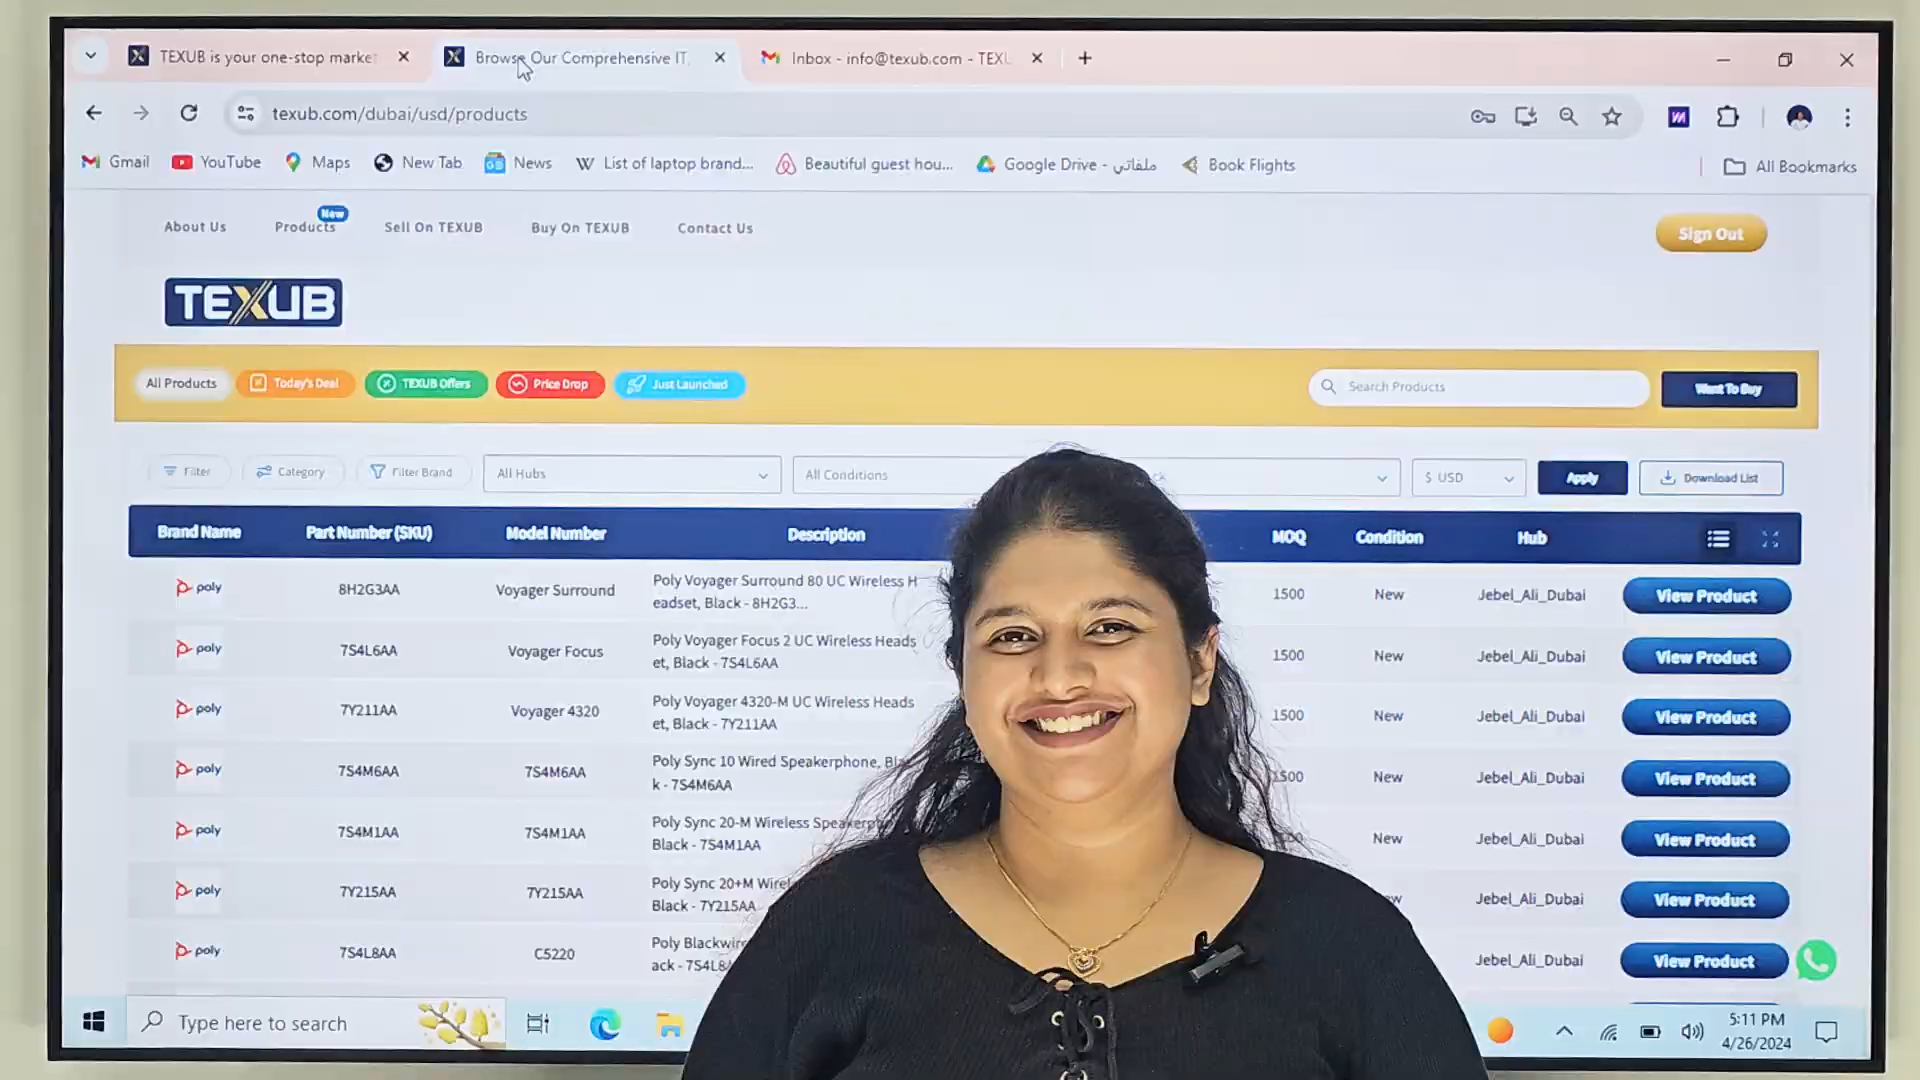 TEXUB is your one-stop market
Browse Our Comprehensive IT,
Inbox - info@texub.com - TEXU
texub.com/dubai/usd/products
Gmail
YouTube
Maps
New Tab
News
List of laptop brand...
Beautiful guest hou...
Google Drive - ملفاتي
Book Flights
All Bookmarks
About Us
Products
New
Sell On TEXUB
Buy On TEXUB
Contact Us
Sign Out
TEXUB
All Products
Today's Deal
TEXUB Offers
Price Drop
Just Launched
Search Products
Want To Buy
Filter
Category
Filter Brand
All Hubs
All Conditions
$ USD
Apply
Download List
Brand Name Part Number (SKU) Model Number Description MOQ Condition Hub
poly 8H2G3AA Voyager Surround Poly Voyager Surround 80 UC Wireless H 1500 New Jebel_Ali_Dubai View Product
eadset, Black - 8H2G3...
poly 7S4L6AA Voyager Focus Poly Voyager Focus 2 UC Wireless Heads 1500 New Jebel_Ali_Dubai View Product
et, Black - 7S4L6AA
poly 7Y211AA Voyager 4320 Poly Voyager 4320-M UC Wireless Heads 1500 New Jebel_Ali_Dubai View Product
et, Black - 7Y211AA
poly 7S4M6AA 7S4M6AA Poly Sync 10 Wired Speakerphone, New Jebel_Ali_Dubai View Product
k - 7S4M6AA
poly 7S4M1AA 7S4M1AA Poly Sync 20-M Wireless New Jebel_Ali_Dubai View Product
Black - 7S4M1AA
poly 7Y215AA 7Y215AA Poly Sync 20+M Jebel_Ali_Dubai View Product
Black - 7Y215AA
poly 7S4L8AA C5220 Poly Jebel_Ali_Dubai View Product
ack -
Type here to search
5:11 PM
4/26/2024